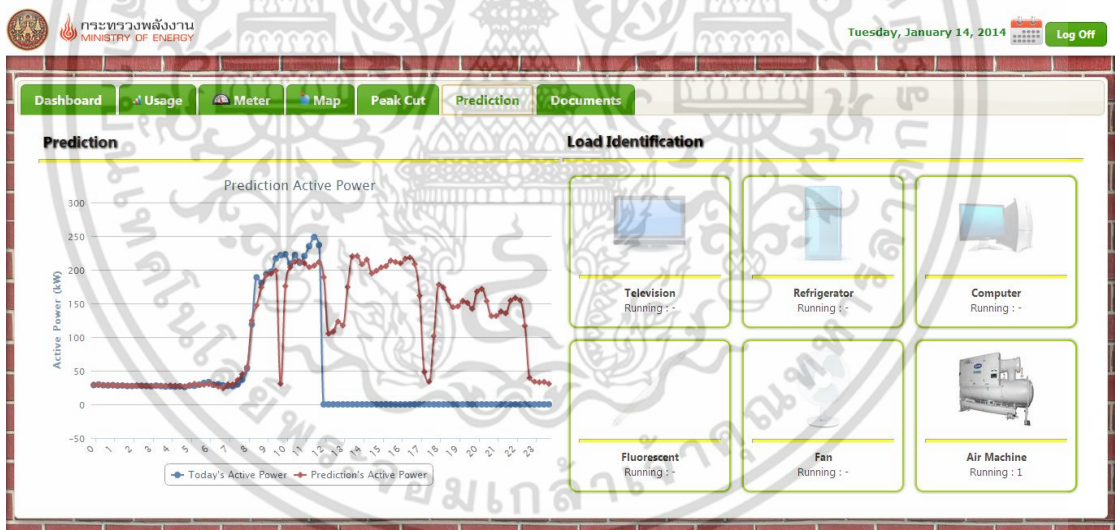 กระทรวงพลังงาน
MINISTRY OF ENERGY
Tuesday, January 14, 2014
Log Off
Dashboard
Usage
Meter
Map
Peak Cut
Prediction
Documents
Prediction
Prediction Active Power
Active Power (kW)
300
250
200
150
100
50
0
-50
0 1 2 3 4 5 6 7 8 9 10 11 12 13 14 15 16 17 18 19 20 21 22 23
Today's Active Power
Prediction's Active Power
Load Identification
Television
Running : -
Refrigerator
Running : -
Computer
Running : -
Fluorescent
Running : -
Fan
Running : -
Air Machine
Running : 1